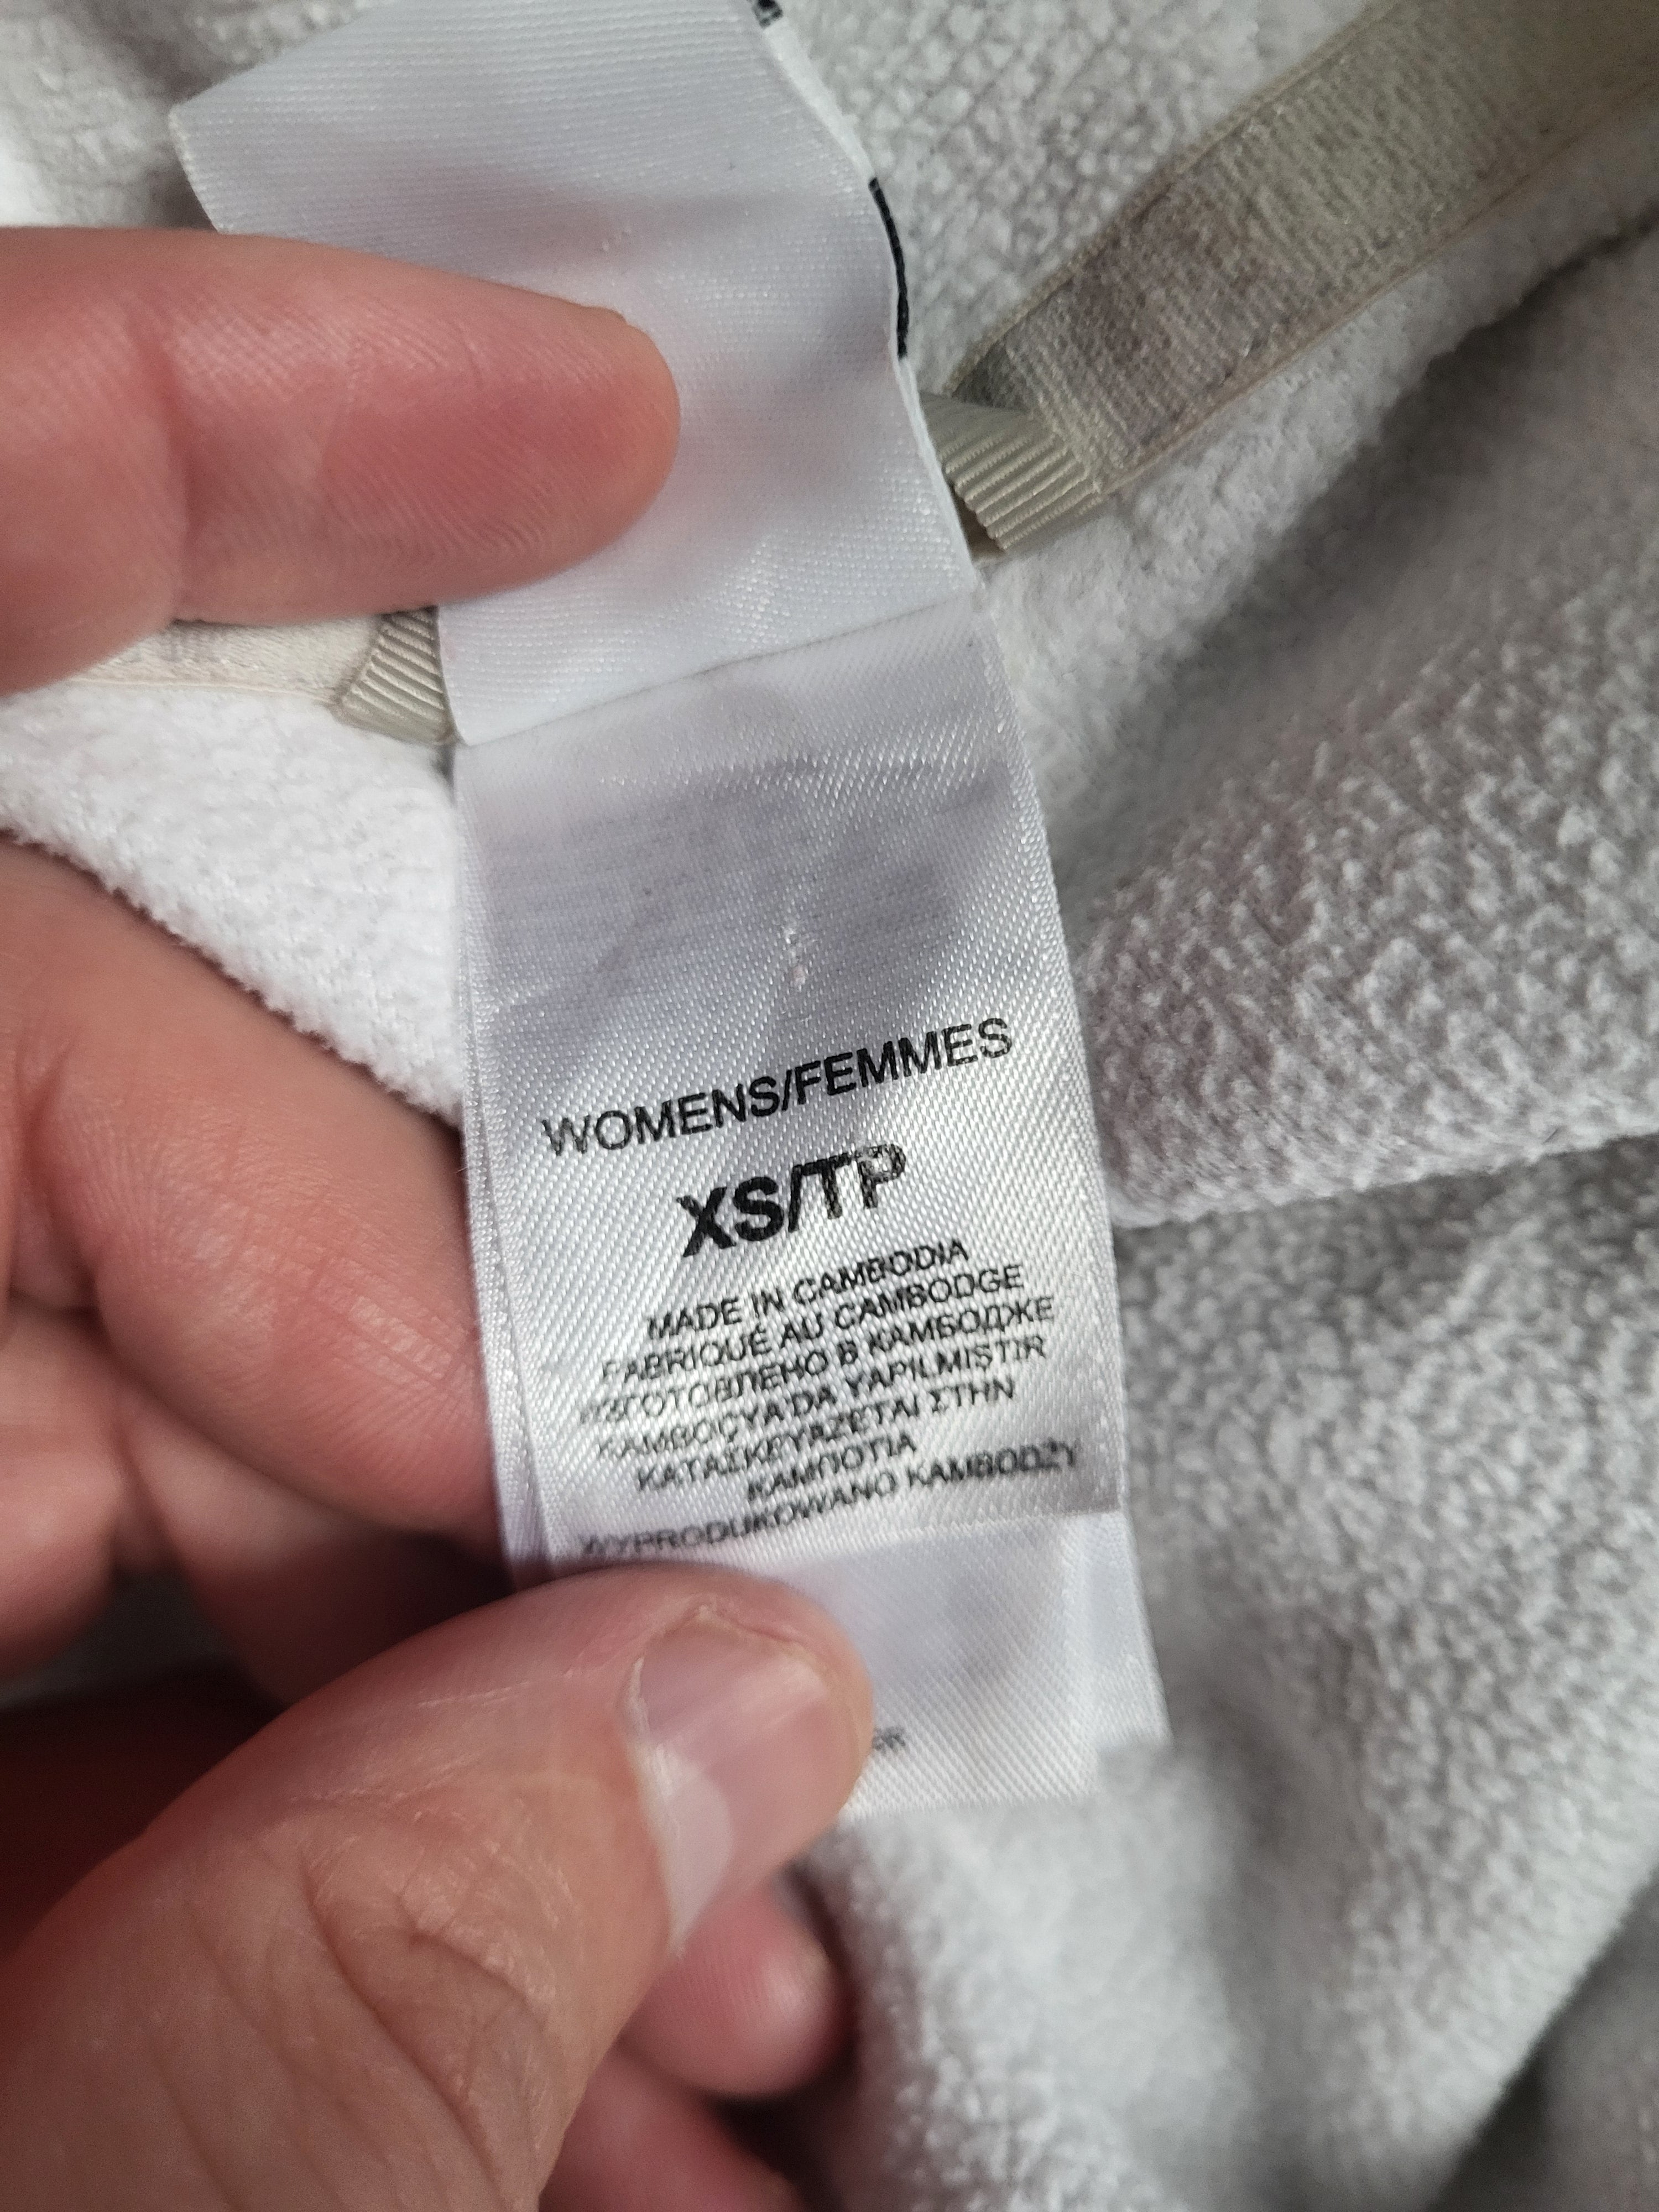 WOMENS/FEMMES
XS/TP
MADE IN CAMBODIA
FABRIQUÉ AU CAMBODGE
ИЗГОТОВЛЕНО В КАМБОДЖЕ
KAMBOÇYA'DA YAPILMIŞTIR
ΚΑΤΑΣΚΕΥΑΖΕΤΑΙ ΣΤΗΝ
ΚΑΜΠΟΤΙΑ
WYPRODUKOWANO KAMBODŻY